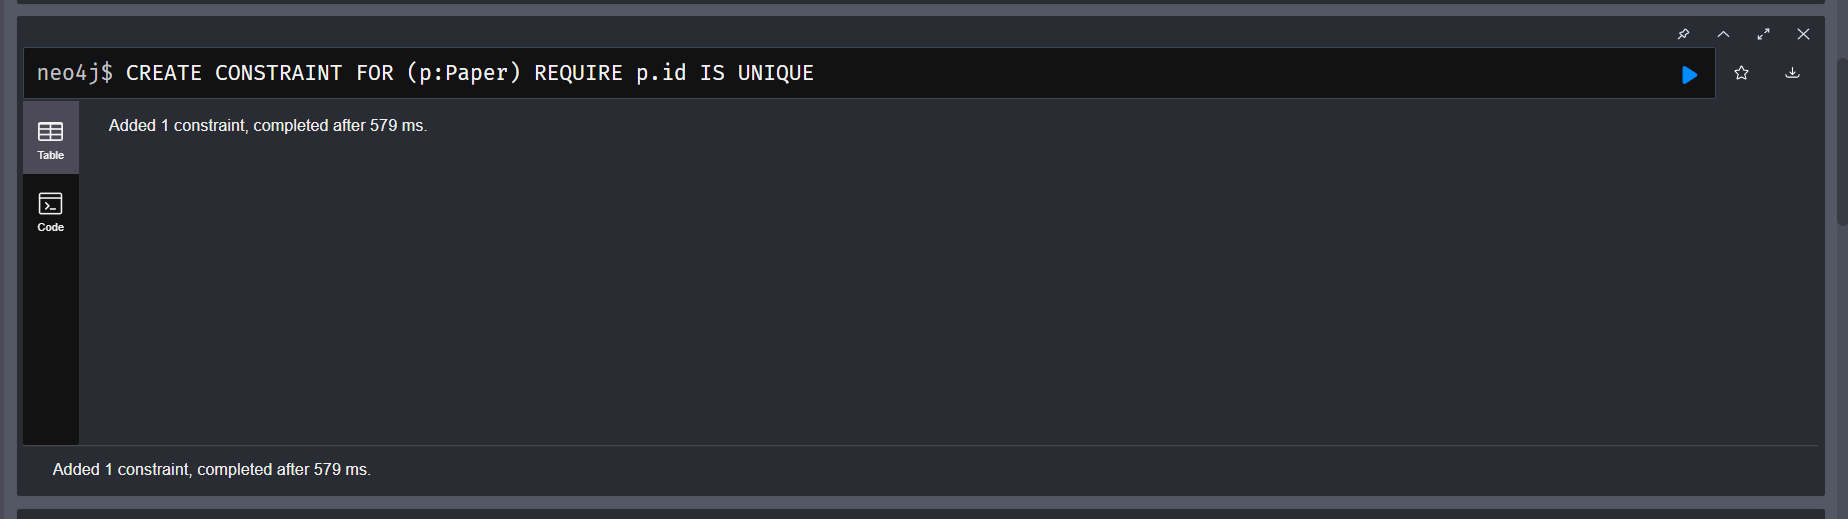 neo4j$ CREATE CONSTRAINT FOR (p:Paper) REQUIRE p.id IS UNIQUE
Added 1 constraint, completed after 579 ms.
Table
Code
Added 1 constraint, completed after 579 ms.